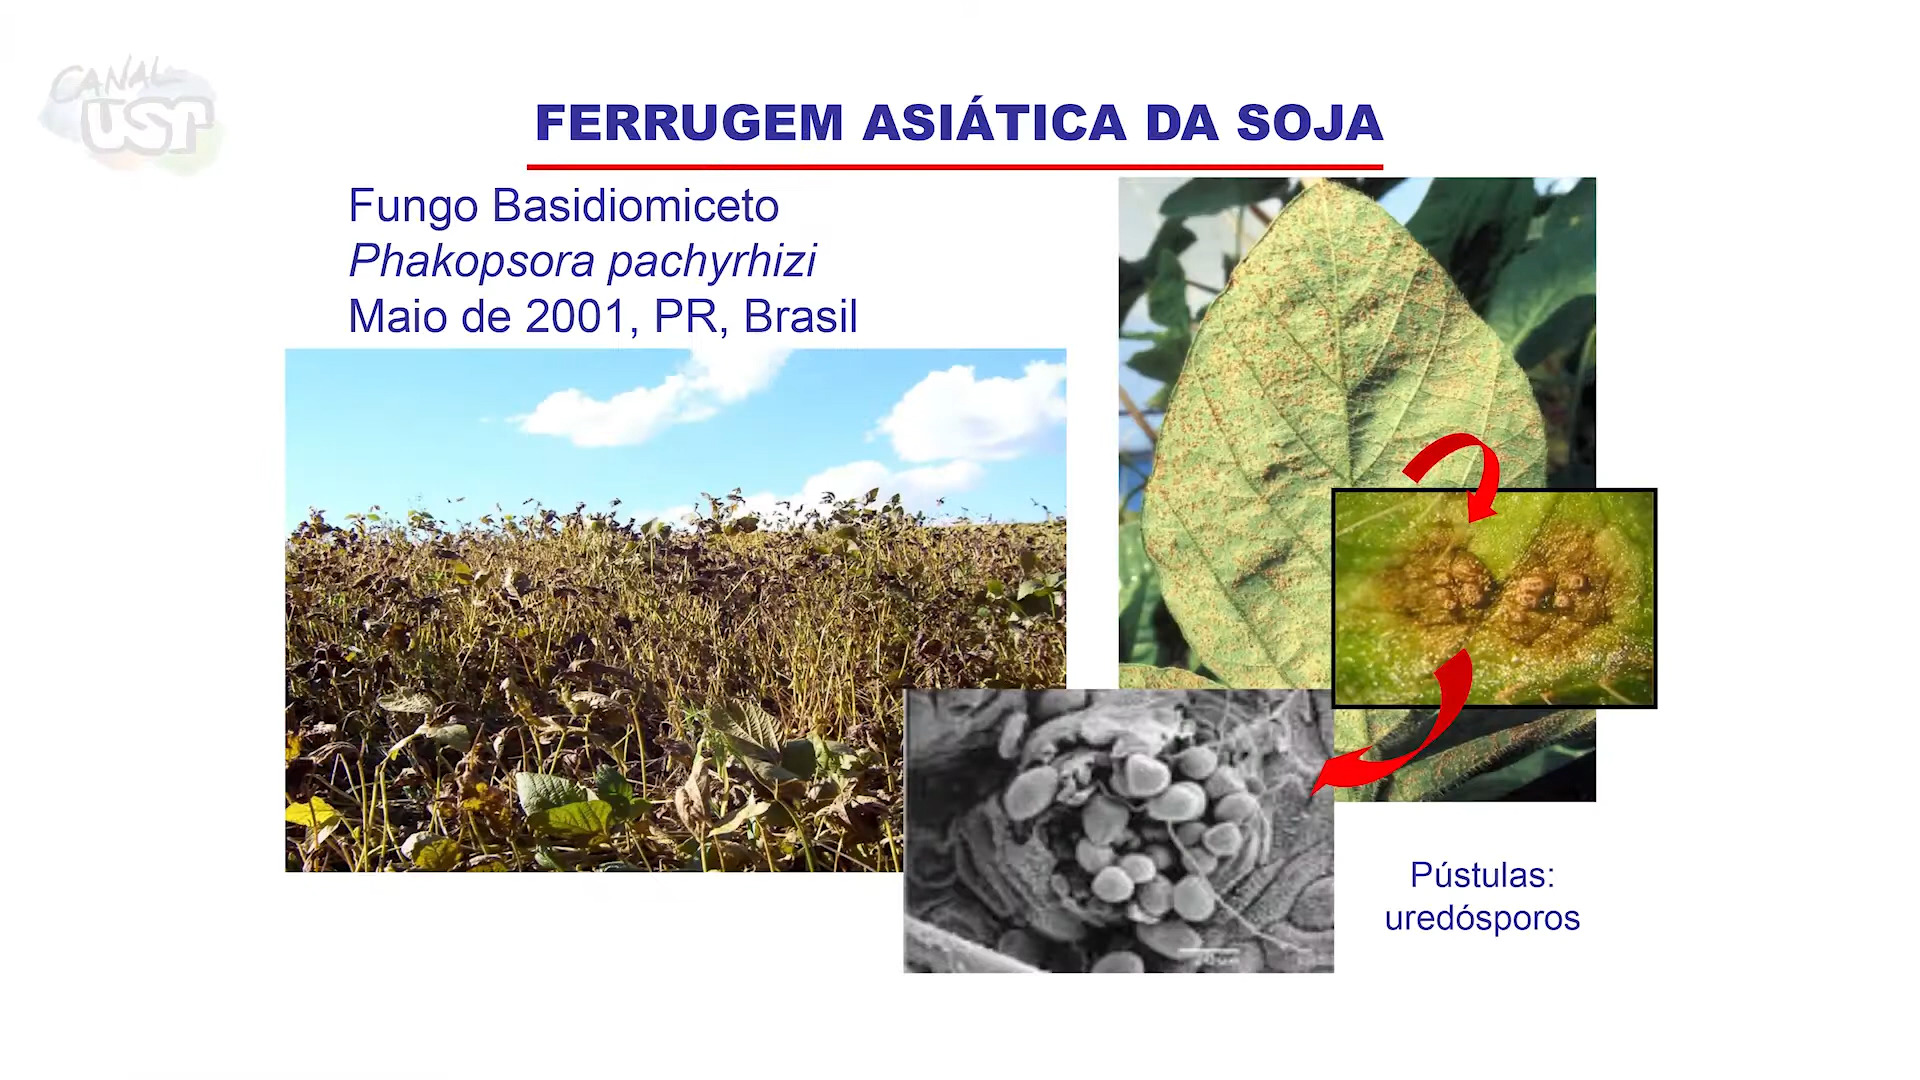 CANAL
USP
FERRUGEM ASIÁTICA DA SOJA
Fungo Basidiomiceto
Phakopsora pachyrhizi
Maio de 2001, PR, Brasil
Pústulas:
uredósporos